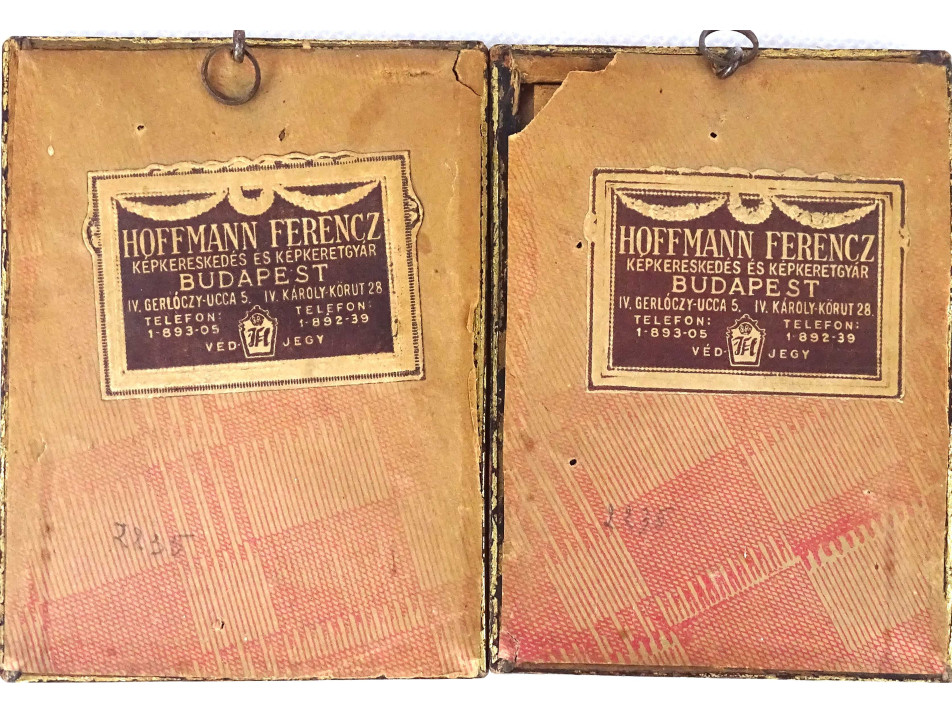 HOFFMANN FERENCZ
KÉPKERESKEDÉS ÉS KÉPKERETGYÁR
BUDAPEST
IV. GERLÓCZY-UCCA 5. IV. KÁROLY-KÖRUT 28
TELEFON: TELEFON:
1-893-05 1-892-39
VÉD- JEGY
2235
HOFFMANN FERENCZ
KÉPKERESKEDÉS ÉS KÉPKERETGYÁR
BUDAPEST
IV. GERLÓCZY-UCCA 5. IV. KÁROLY-KÖRUT 28.
TELEFON: TELEFON:
1-893-05 1-892-39
VÉD- JEGY
2235